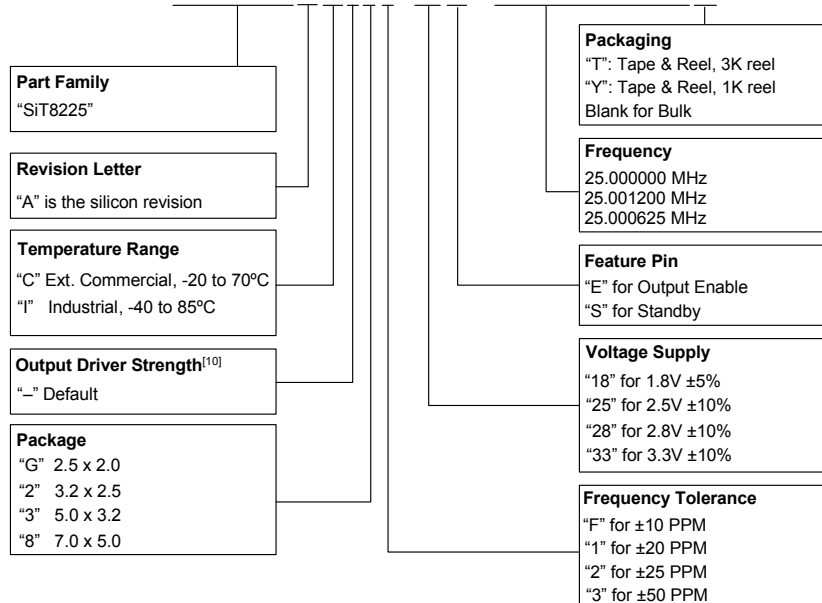 Part Family
“SiT8225”
Revision Letter
“A” is the silicon revision
Temperature Range
“C” Ext. Commercial, -20 to 70ºC
“I” Industrial, -40 to 85ºC
Output Driver Strength[10]
“–” Default
Package
“G” 2.5 x 2.0
“2” 3.2 x 2.5
“3” 5.0 x 3.2
“8” 7.0 x 5.0
Packaging
“T”: Tape & Reel, 3K reel
“Y”: Tape & Reel, 1K reel
Blank for Bulk
Frequency
25.000000 MHz
25.001200 MHz
25.000625 MHz
Feature Pin
“E” for Output Enable
“S” for Standby
Voltage Supply
“18” for 1.8V ±5%
“25” for 2.5V ±10%
“28” for 2.8V ±10%
“33” for 3.3V ±10%
Frequency Tolerance
“F” for ±10 PPM
“1” for ±20 PPM
“2” for ±25 PPM
“3” for ±50 PPM